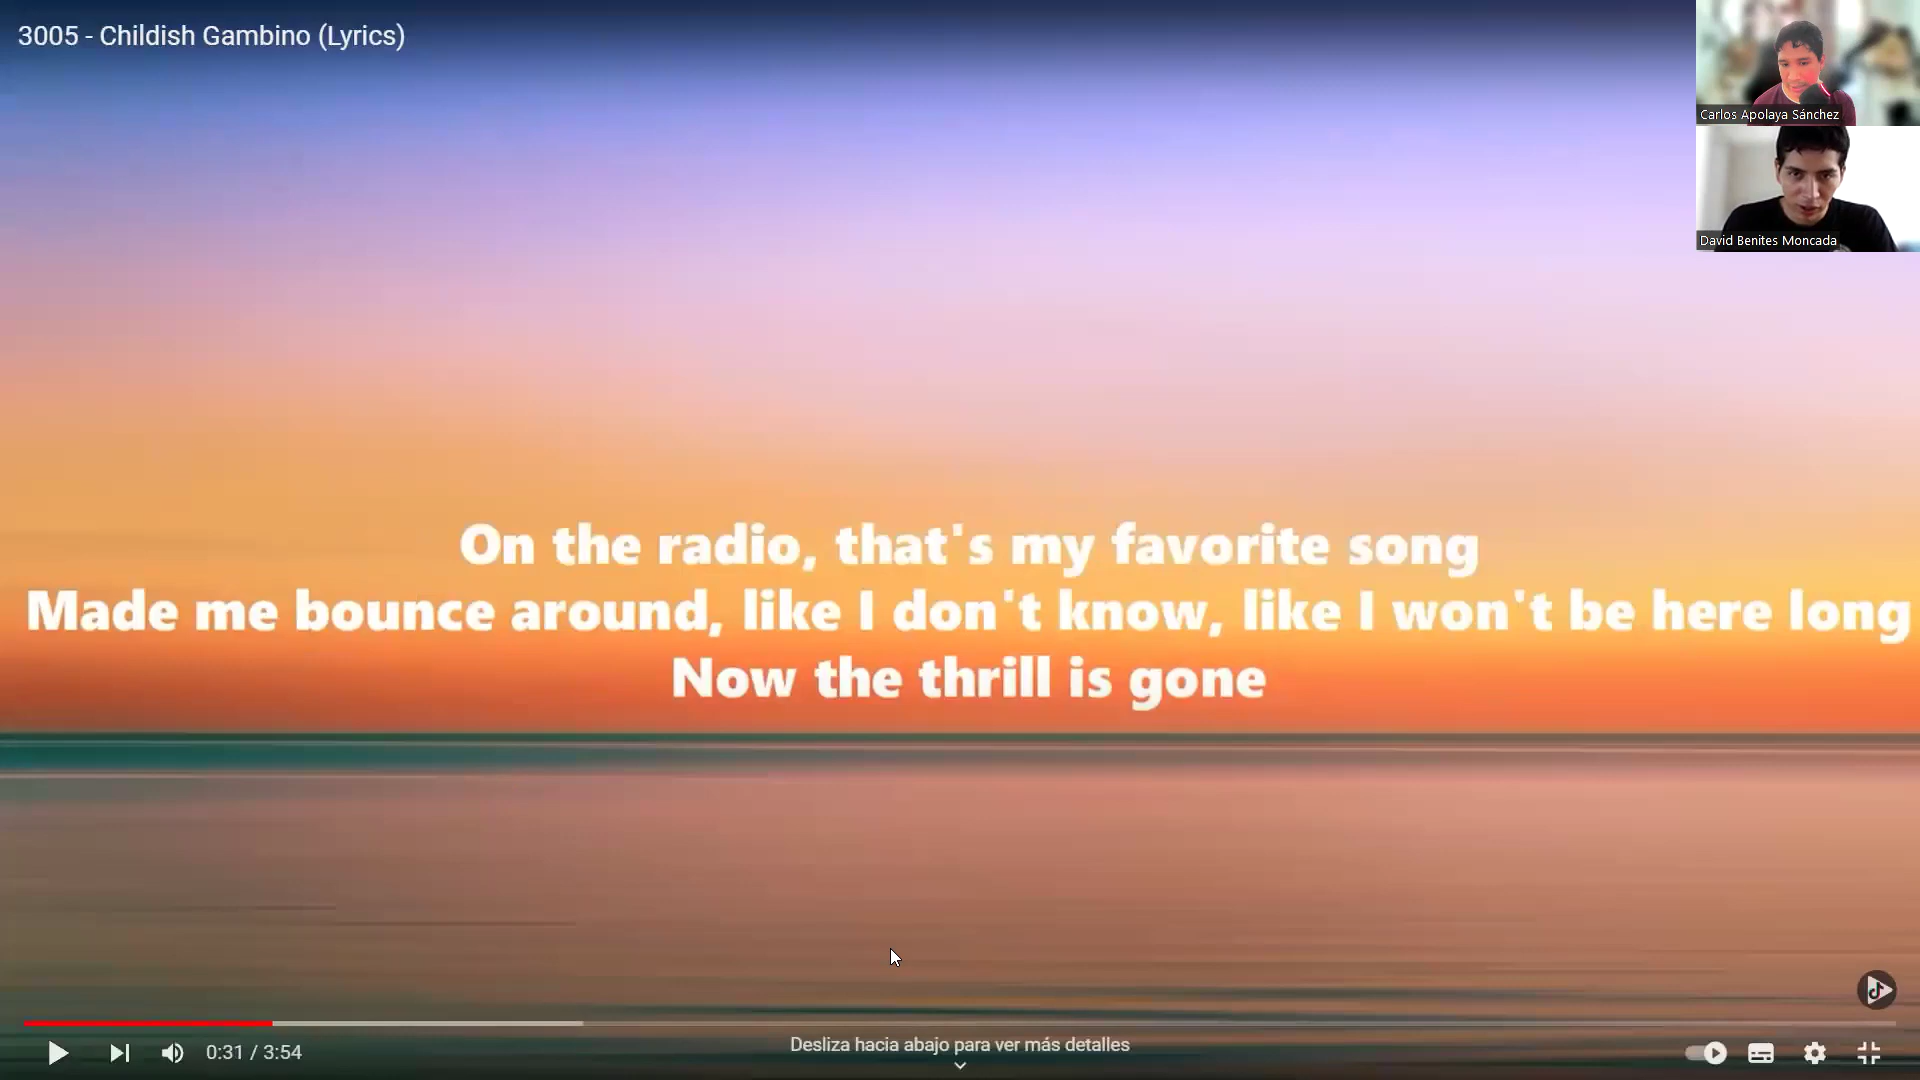 3005 - Childish Gambino (Lyrics)
Carlos Apolaya Sánchez
David Benites Moncada
On the radio, that's my favorite song
Made me bounce around, like I don't know, like I won't be here long
Now the thrill is gone
0:31 / 3:54
Desliza hacia abajo para ver más detalles